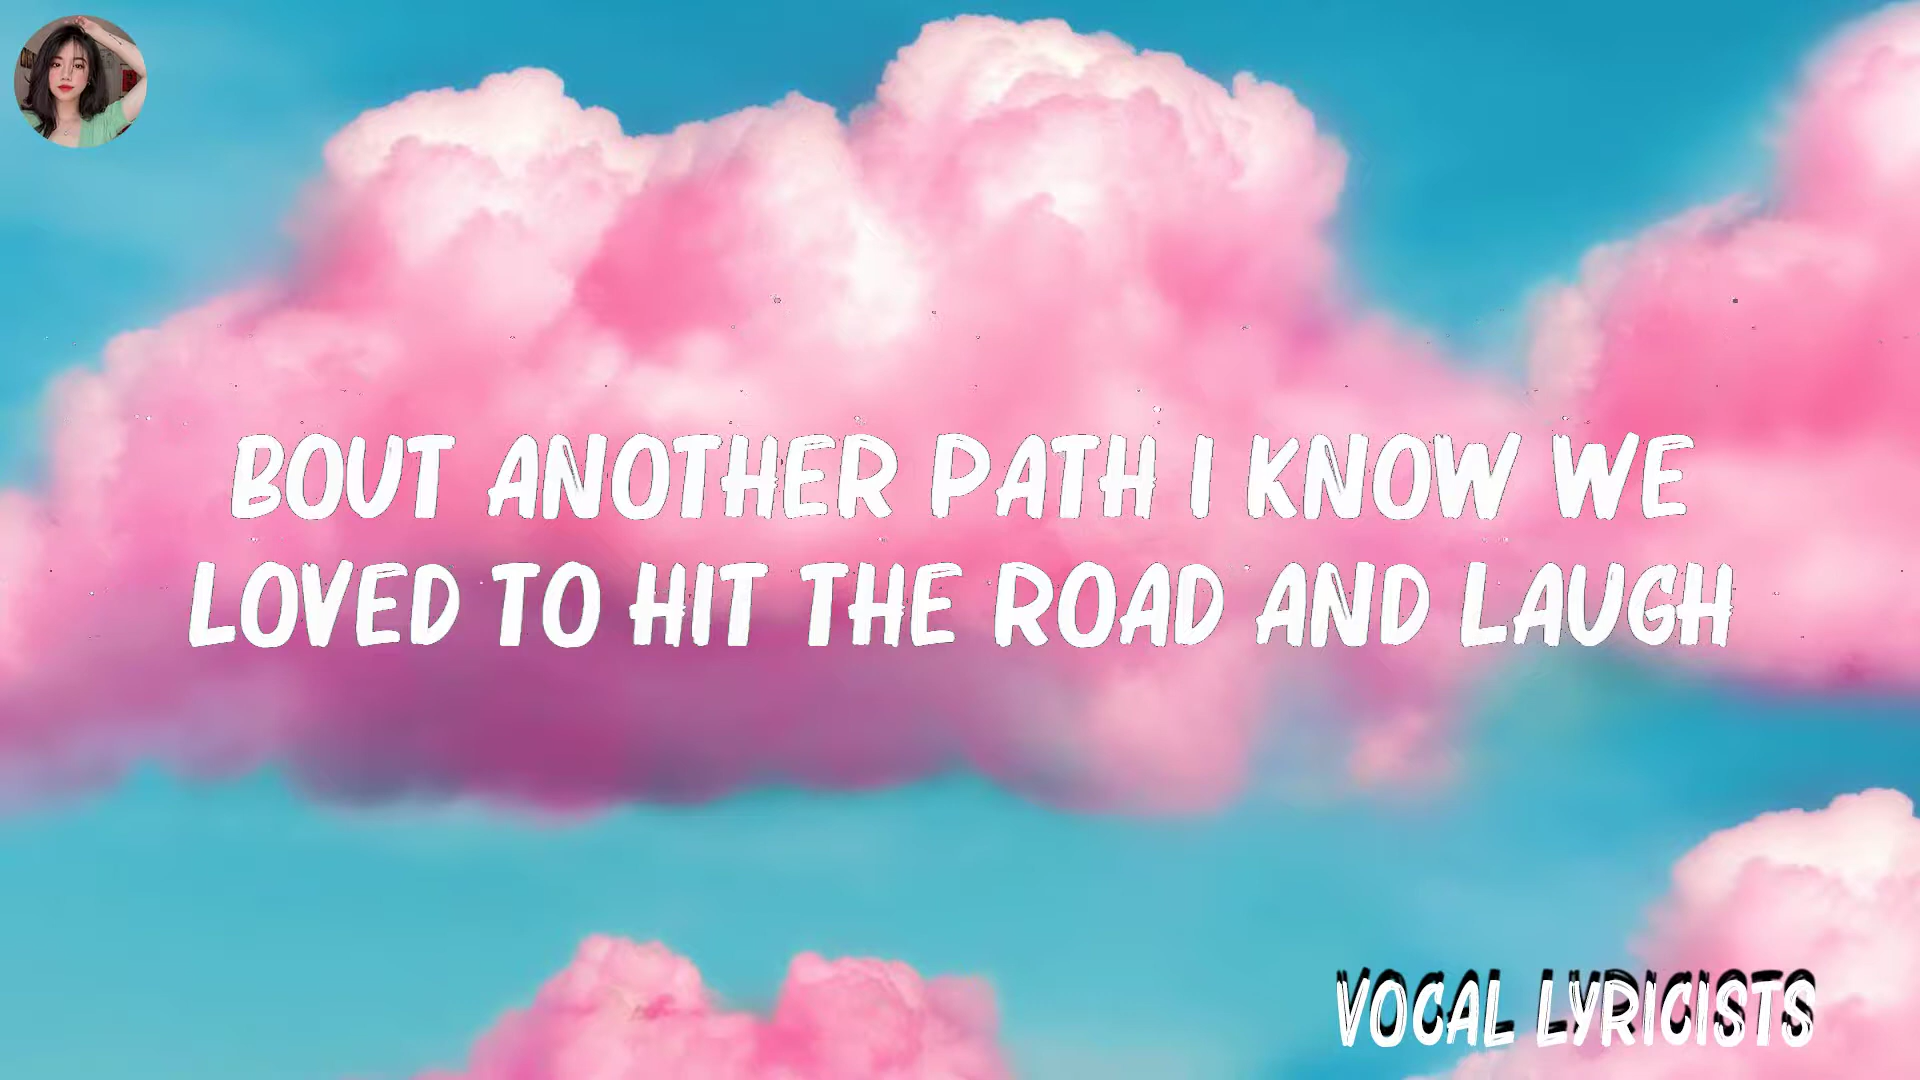 BOUT ANOTHER PATH I KNOW WE
LOVED TO HIT THE ROAD AND LAUGH
VOCAL LYRICISTS